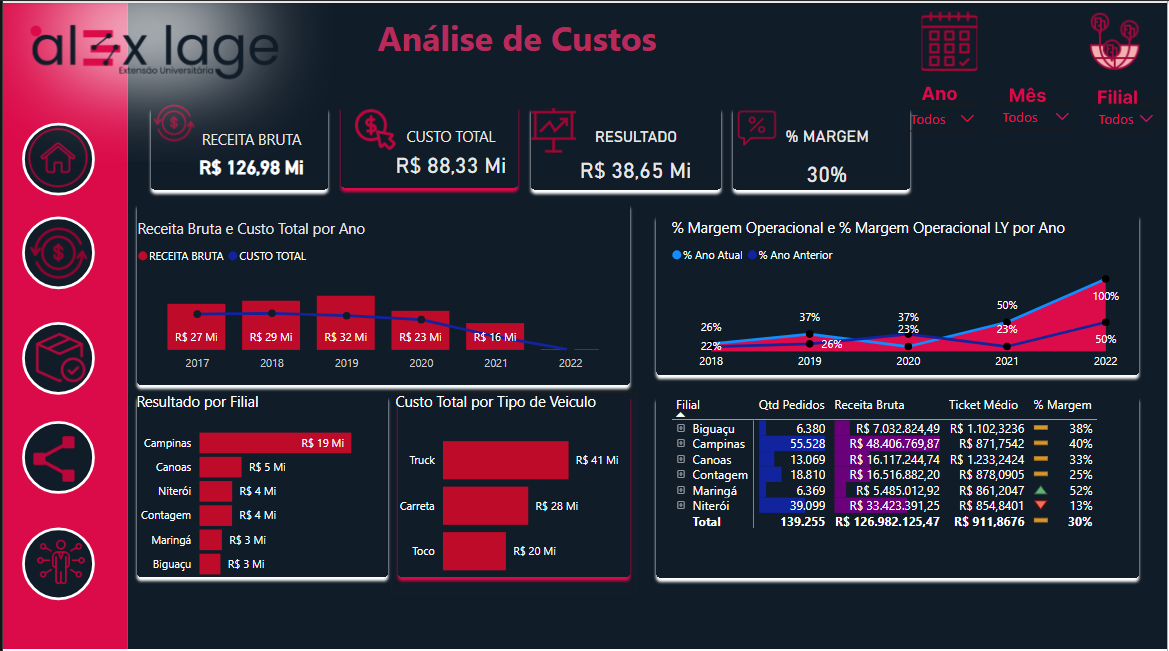 alex lage
Extensão Universitária
Análise de Custos
Ano
Todos
Mês
Todos
Filial
Todos
RECEITA BRUTA
R$ 126,98 Mi
CUSTO TOTAL
R$ 88,33 Mi
RESULTADO
R$ 38,65 Mi
% MARGEM
30%
Receita Bruta e Custo Total por Ano
RECEITA BRUTA CUSTO TOTAL
R$ 27 Mi R$ 29 Mi R$ 32 Mi R$ 23 Mi R$ 16 Mi
2017 2018 2019 2020 2021 2022
% Margem Operacional e % Margem Operacional LY por Ano
% Ano Atual % Ano Anterior
26% 37% 37% 50% 100%
22% 26% 23% 23% 50%
2018 2019 2020 2021 2022
Resultado por Filial
Campinas R$ 19 Mi
Canoas R$ 5 Mi
Niterói R$ 4 Mi
Contagem R$ 4 Mi
Maringá R$ 3 Mi
Biguaçu R$ 3 Mi
Custo Total por Tipo de Veiculo
Truck R$ 41 Mi
Carreta R$ 28 Mi
Toco R$ 20 Mi
Filial Qtd Pedidos Receita Bruta Ticket Médio % Margem
Biguaçu 6.380 R$ 7.032.824,49 R$ 1.102,3236 38%
Campinas 55.528 R$ 48.406.769,87 R$ 871,7542 40%
Canoas 13.069 R$ 16.117.244,74 R$ 1.233,2424 33%
Contagem 18.810 R$ 16.516.882,20 R$ 878,0905 25%
Maringá 6.369 R$ 5.485.012,92 R$ 861,2047 52%
Niterói 39.099 R$ 33.423.391,25 R$ 854,8401 13%
Total 139.255 R$ 126.982.125,47 R$ 911,8676 30%